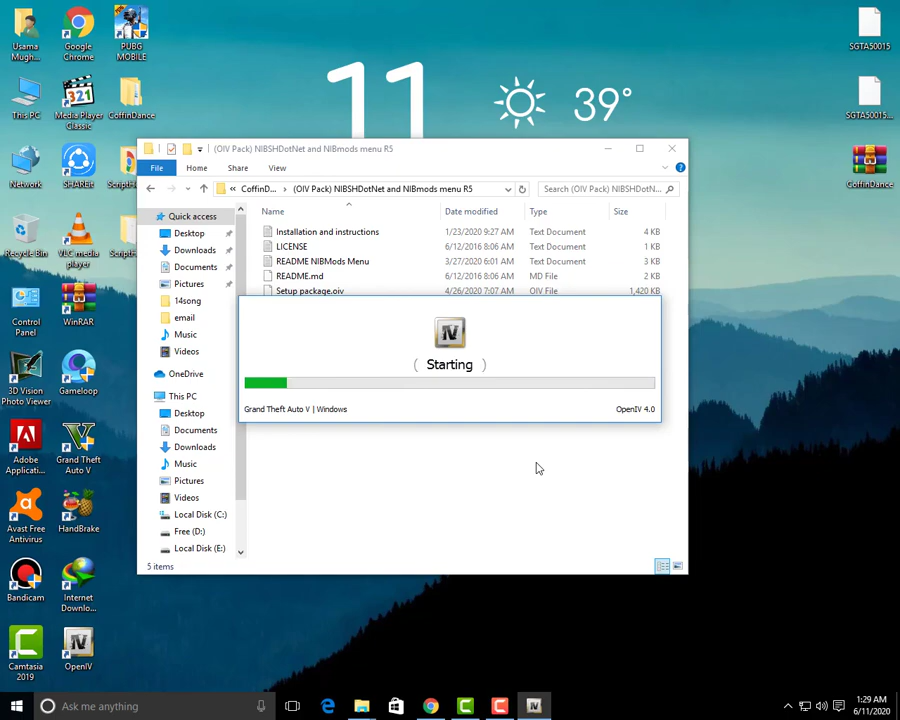 Usama Mugh...
Google Chrome
PUBG MOBILE
This PC
Media Player Classic
CoffinDance
Network
SHAREit
ScriptH
Recycle Bin
VLC media player
Scripth
Control Panel
WinRAR
3D Vision Photo Viewer
Gameloop
Adobe Applicati...
Grand Theft Auto V
Avast Free Antivirus
HandBrake
Bandicam
Internet Downlo...
Camtasia 2019
OpenIV
11
39°
SGTA50015
SGTA50015...
CoffinDance
(OIV Pack) NIBSHDotNet and NIBmods menu R5
File Home Share View
« CoffinD... > (OIV Pack) NIBSHDotNet and NIBmods menu R5
Search (OIV Pack) NIBSHDotN...
Quick access
Desktop
Downloads
Documents
Pictures
14song
email
Music
Videos
OneDrive
This PC
Desktop
Documents
Downloads
Music
Pictures
Videos
Local Disk (C:)
Free (D:)
Local Disk (E:)
Name Date modified Type Size
Installation and instructions 1/23/2020 9:27 AM Text Document 4 KB
LICENSE 6/12/2016 8:06 AM Text Document 1 KB
README NIBMods Menu 3/27/2020 6:01 AM Text Document 3 KB
README.md 6/12/2016 8:06 AM MD File 2 KB
Setup package.oiv 4/26/2020 7:07 AM OIV File 1,420 KB
IV
( Starting )
Grand Theft Auto V | Windows OpenIV 4.0
5 items
Ask me anything
1:29 AM
6/11/2020